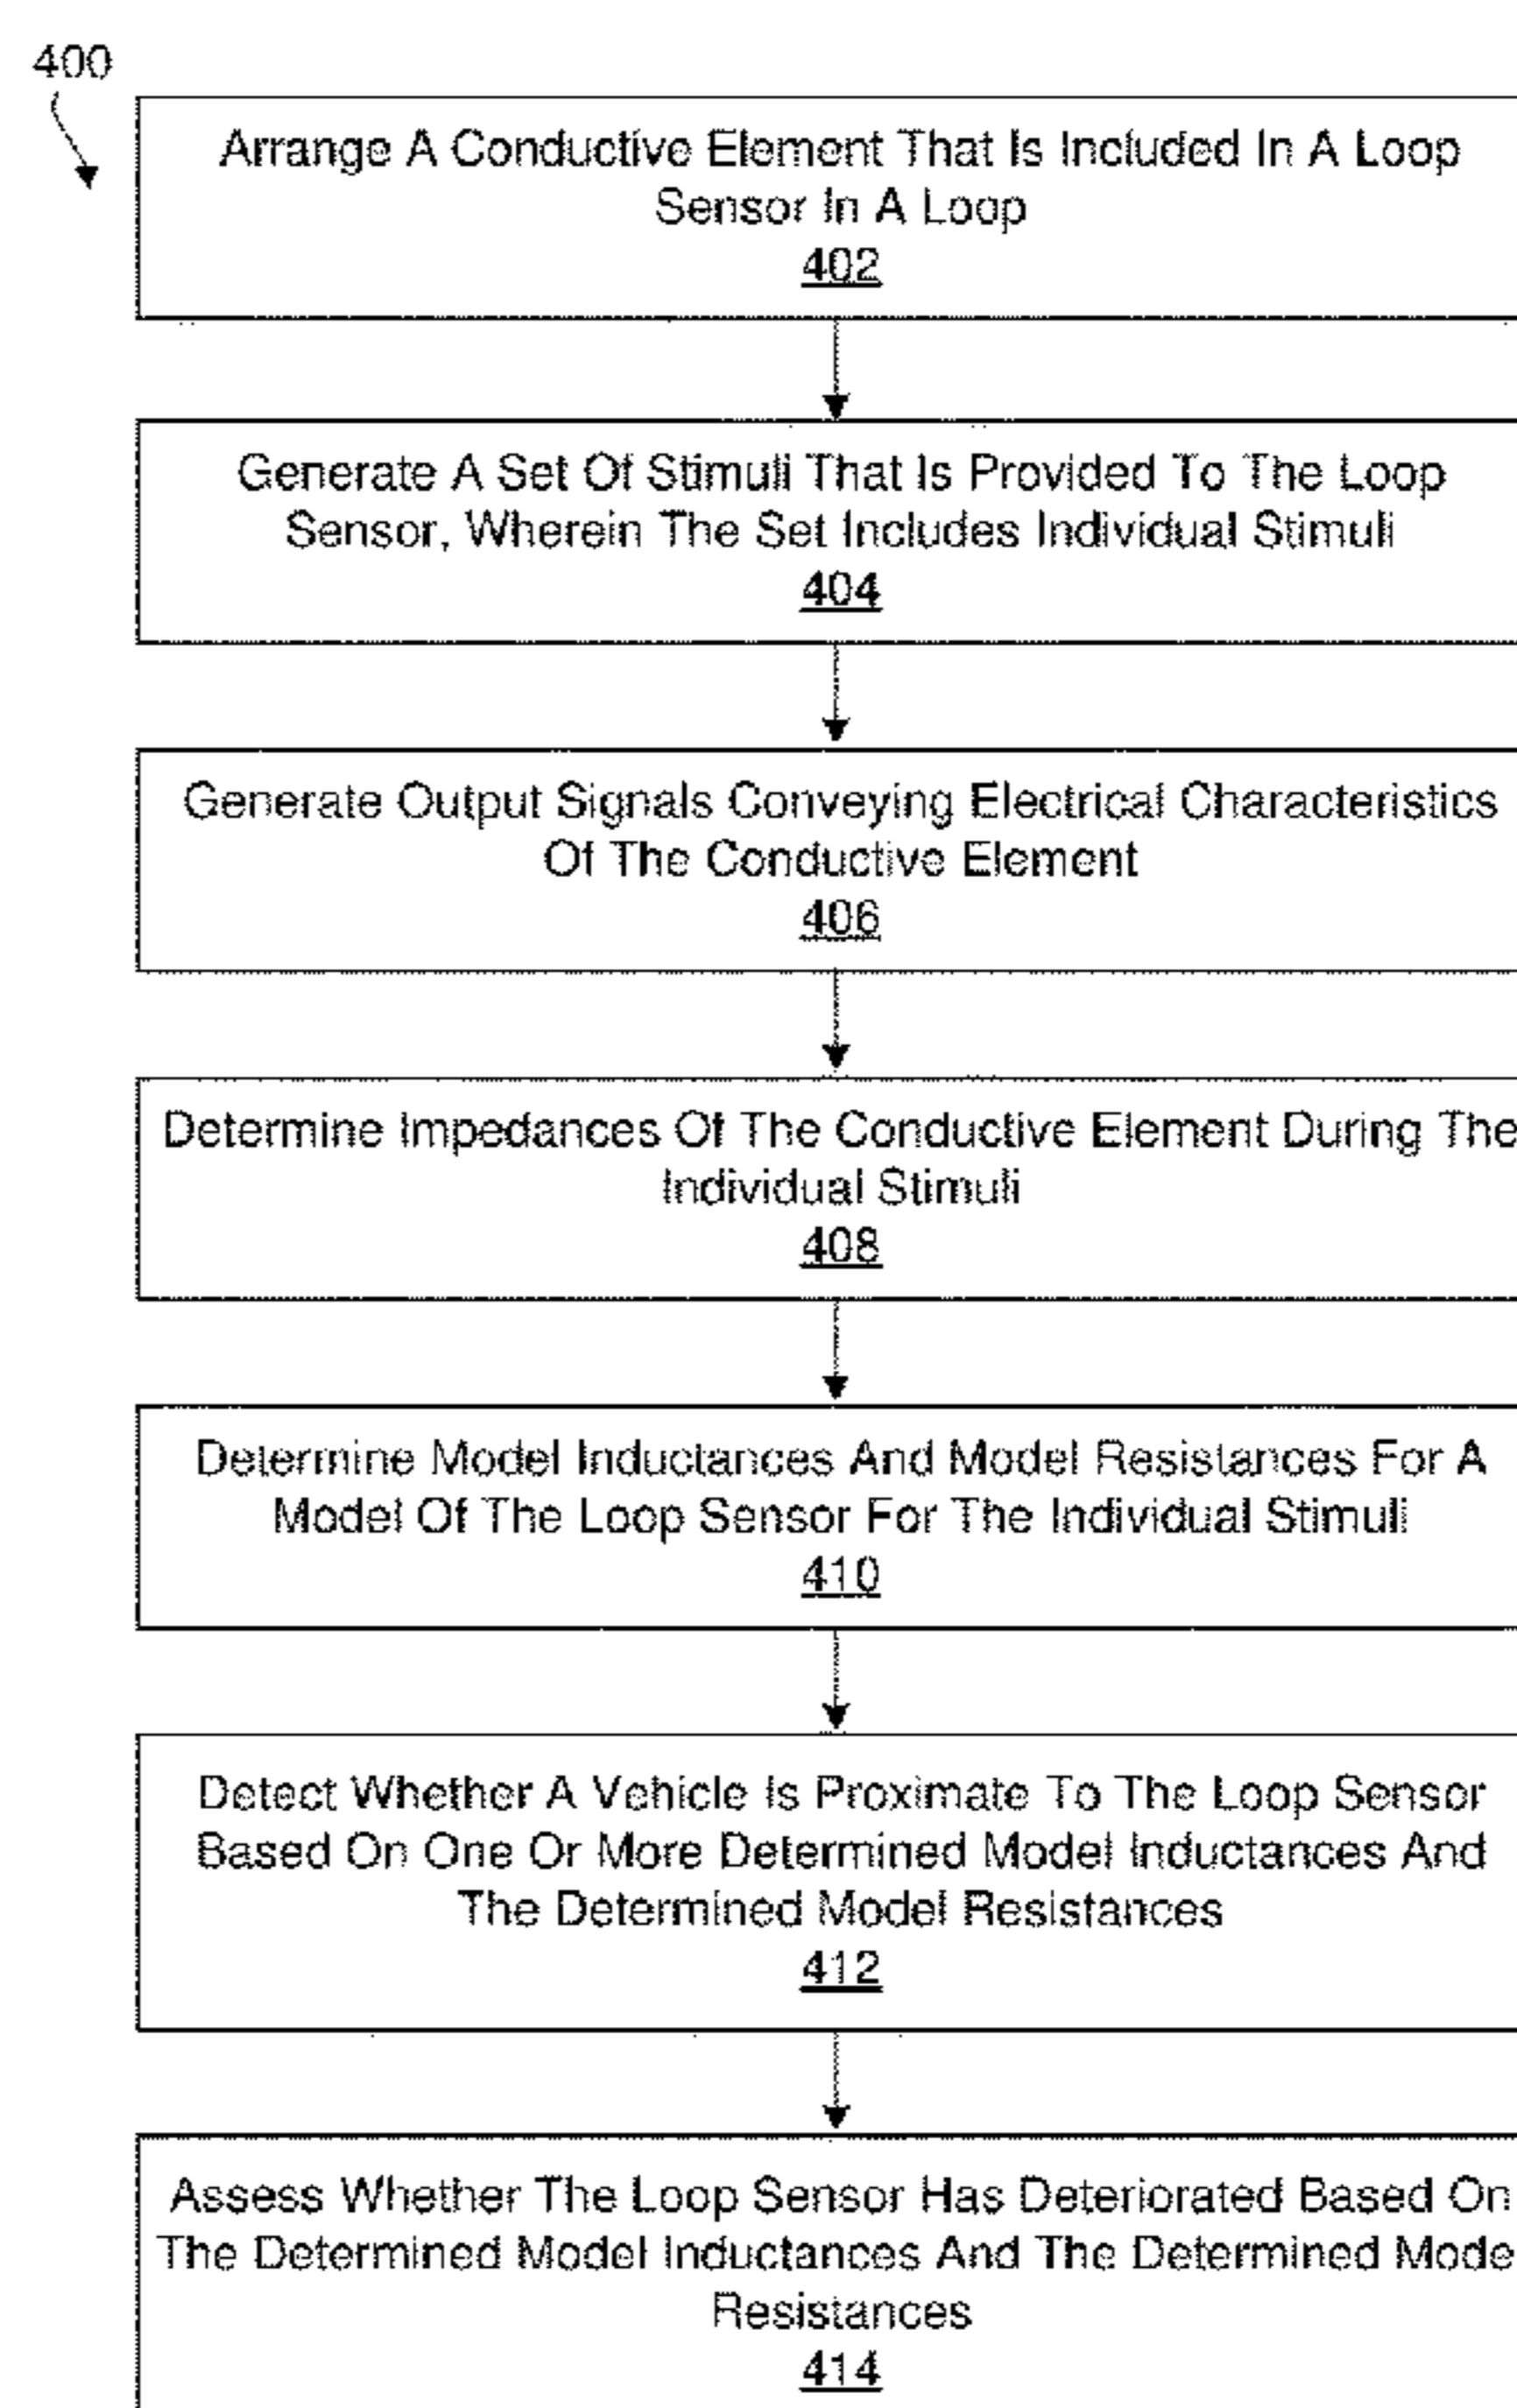 400
Arrange A Conductive Element That Is Included In A Loop
Sensor In A Loop
402
Generate A Set Of Stimuli That Is Provided To The Loop
Sensor, Wherein The Set Includes Individual Stimuli
404
Generate Output Signals Conveying Electrical Characteristics
Of The Conductive Element
406
Determine Impedances Of The Conductive Element During The
Individual Stimuli
408
Determine Model Inductances And Model Resistances For A
Model Of The Loop Sensor For The Individual Stimuli
410
Detect Whether A Vehicle Is Proximate To The Loop Sensor
Based On One Or More Determined Model Inductances And
The Determined Model Resistances
412
Assess Whether The Loop Sensor Has Deteriorated Based On
The Determined Model Inductances And The Determined Mode
Resistances
414